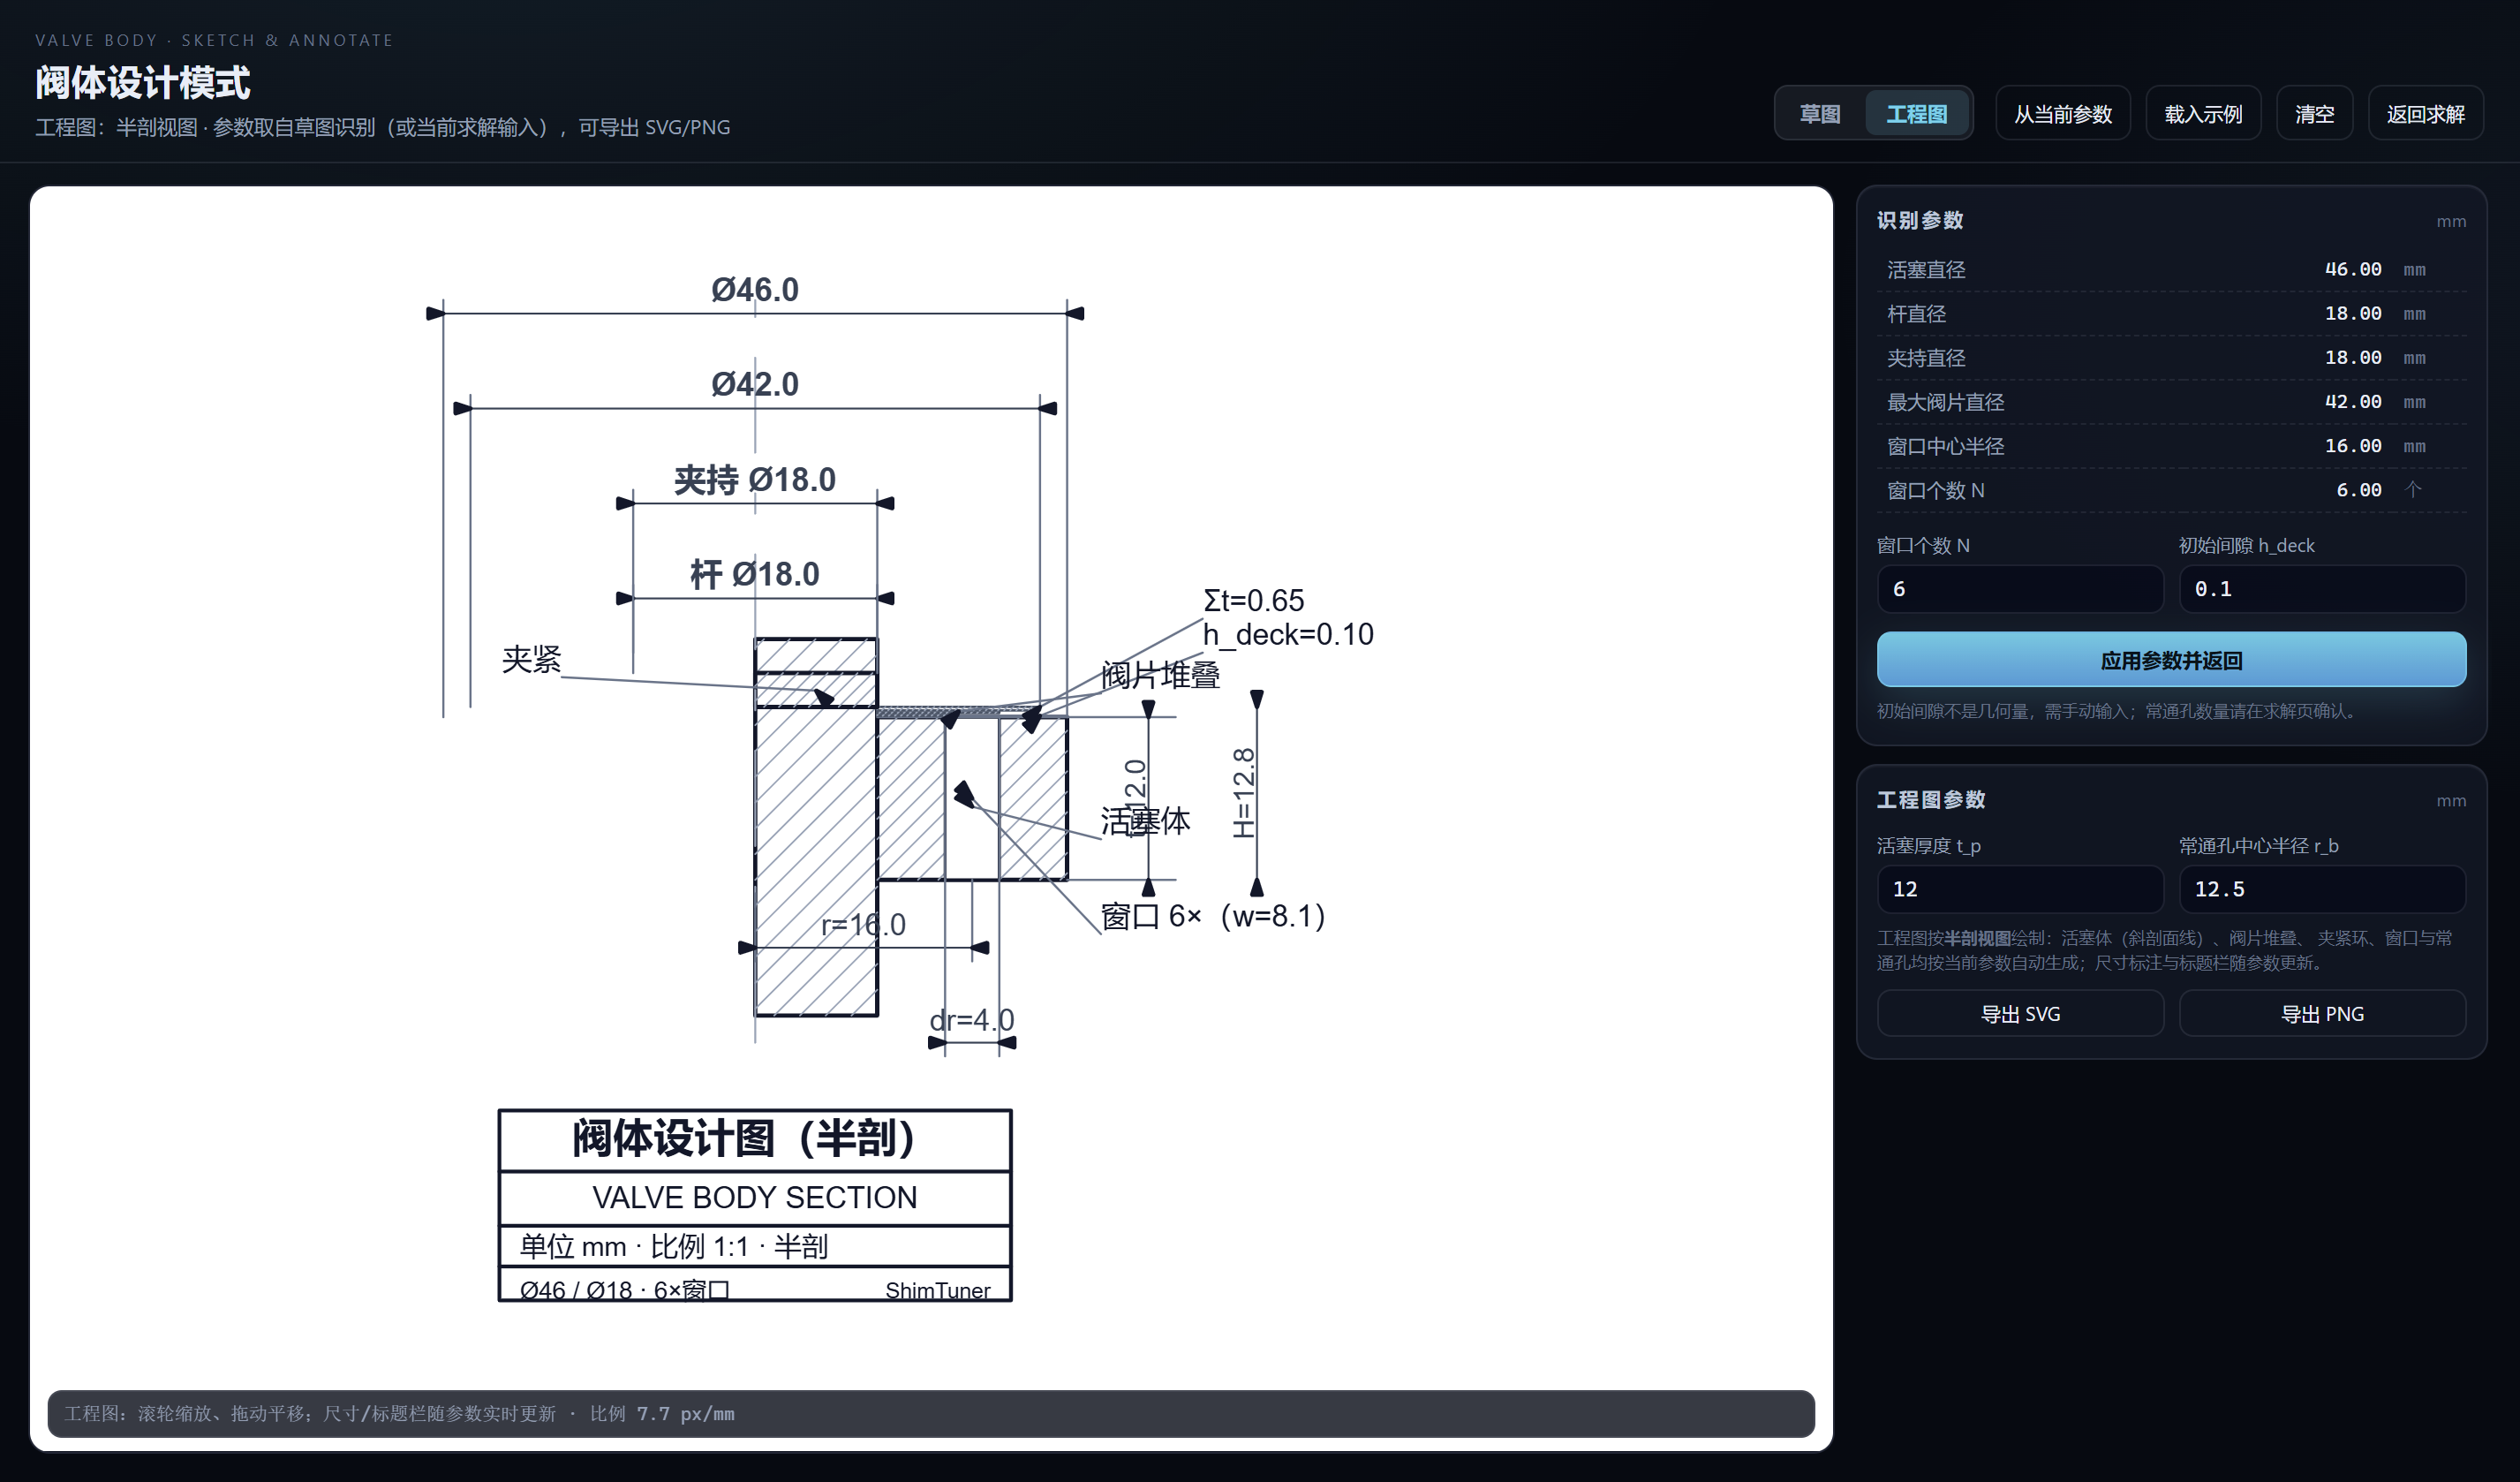 VALVE BODY · SKETCH & ANNOTATE
阀体设计模式
工程图：半剖视图 · 参数取自草图识别（或当前求解输入），可导出 SVG/PNG
草图
工程图
从当前参数
载入示例
清空
返回求解
Ø46.0
Ø42.0
夹持 Ø18.0
杆 Ø18.0
Σt=0.65
h_deck=0.10
夹紧
阀片堆叠
t=12.0
H=12.8
活塞体
窗口 6×（w=8.1）
r=16.0
dr=4.0
阀体设计图（半剖）
VALVE BODY SECTION
单位 mm · 比例 1:1 · 半剖
Ø46 / Ø18 · 6×窗口 ShimTuner
工程图：滚轮缩放、拖动平移；尺寸/标题栏随参数实时更新 · 比例 7.7 px/mm
识别参数 mm
活塞直径 46.00 mm
杆直径 18.00 mm
夹持直径 18.00 mm
最大阀片直径 42.00 mm
窗口中心半径 16.00 mm
窗口个数 N 6.00 个
窗口个数 N 初始间隙 h_deck
6 0.1
应用参数并返回
初始间隙不是几何量，需手动输入；常通孔数量请在求解页确认。
工程图参数 mm
活塞厚度 t_p 常通孔中心半径 r_b
12 12.5
工程图按半剖视图绘制：活塞体（斜剖面线）、阀片堆叠、 夹紧环、窗口与常
通孔均按当前参数自动生成；尺寸标注与标题栏随参数更新。
导出 SVG 导出 PNG